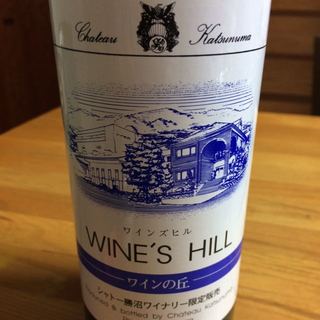 Chateau Katsunuma
ワインズヒル
WINE'S HILL
ワインの丘
シャトー勝沼ワイナリー限定販売
Produced & bottled by Chateau Katsunuma